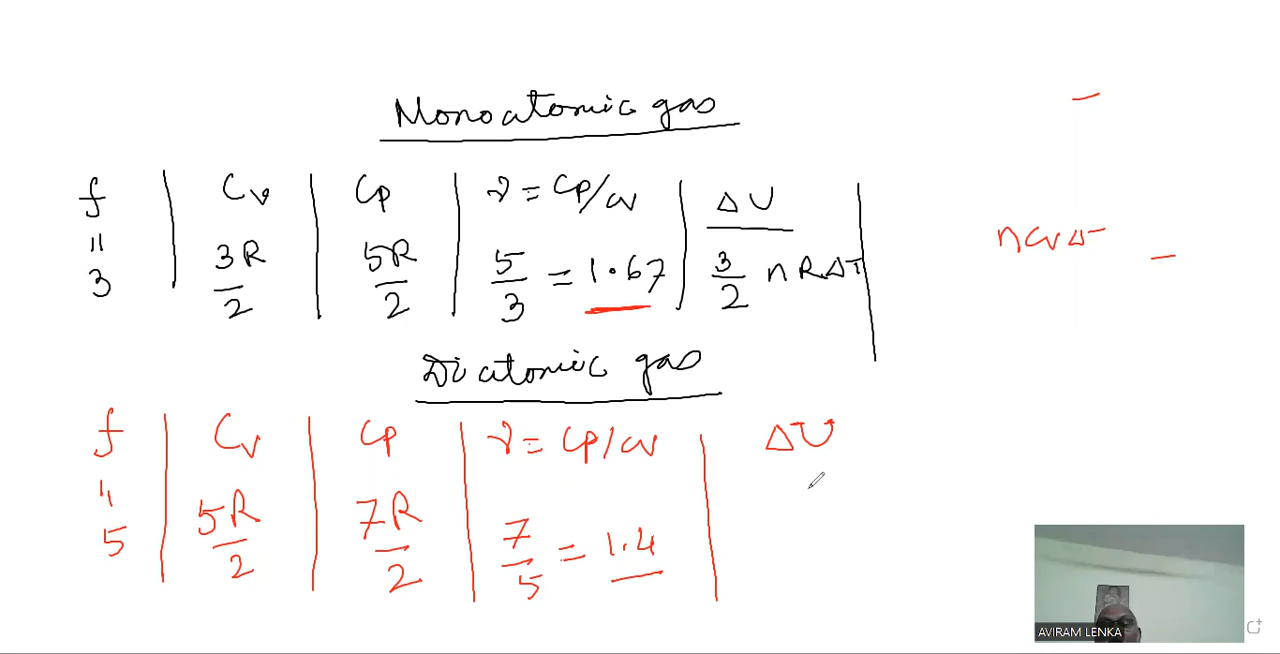 Monoatomic gas
f | Cv | Cp | γ = Cp/Cv | ΔU |
" 
3 | 3R/2 | 5R/2 | 5/3 = 1.67 | 3/2 nRΔT |
nCvΔT
Diatomic gas
f | Cv | Cp | γ = Cp/Cv | ΔU
"
5 | 5R/2 | 7R/2 | 7/5 = 1.4 |
AVIRAM LENKA